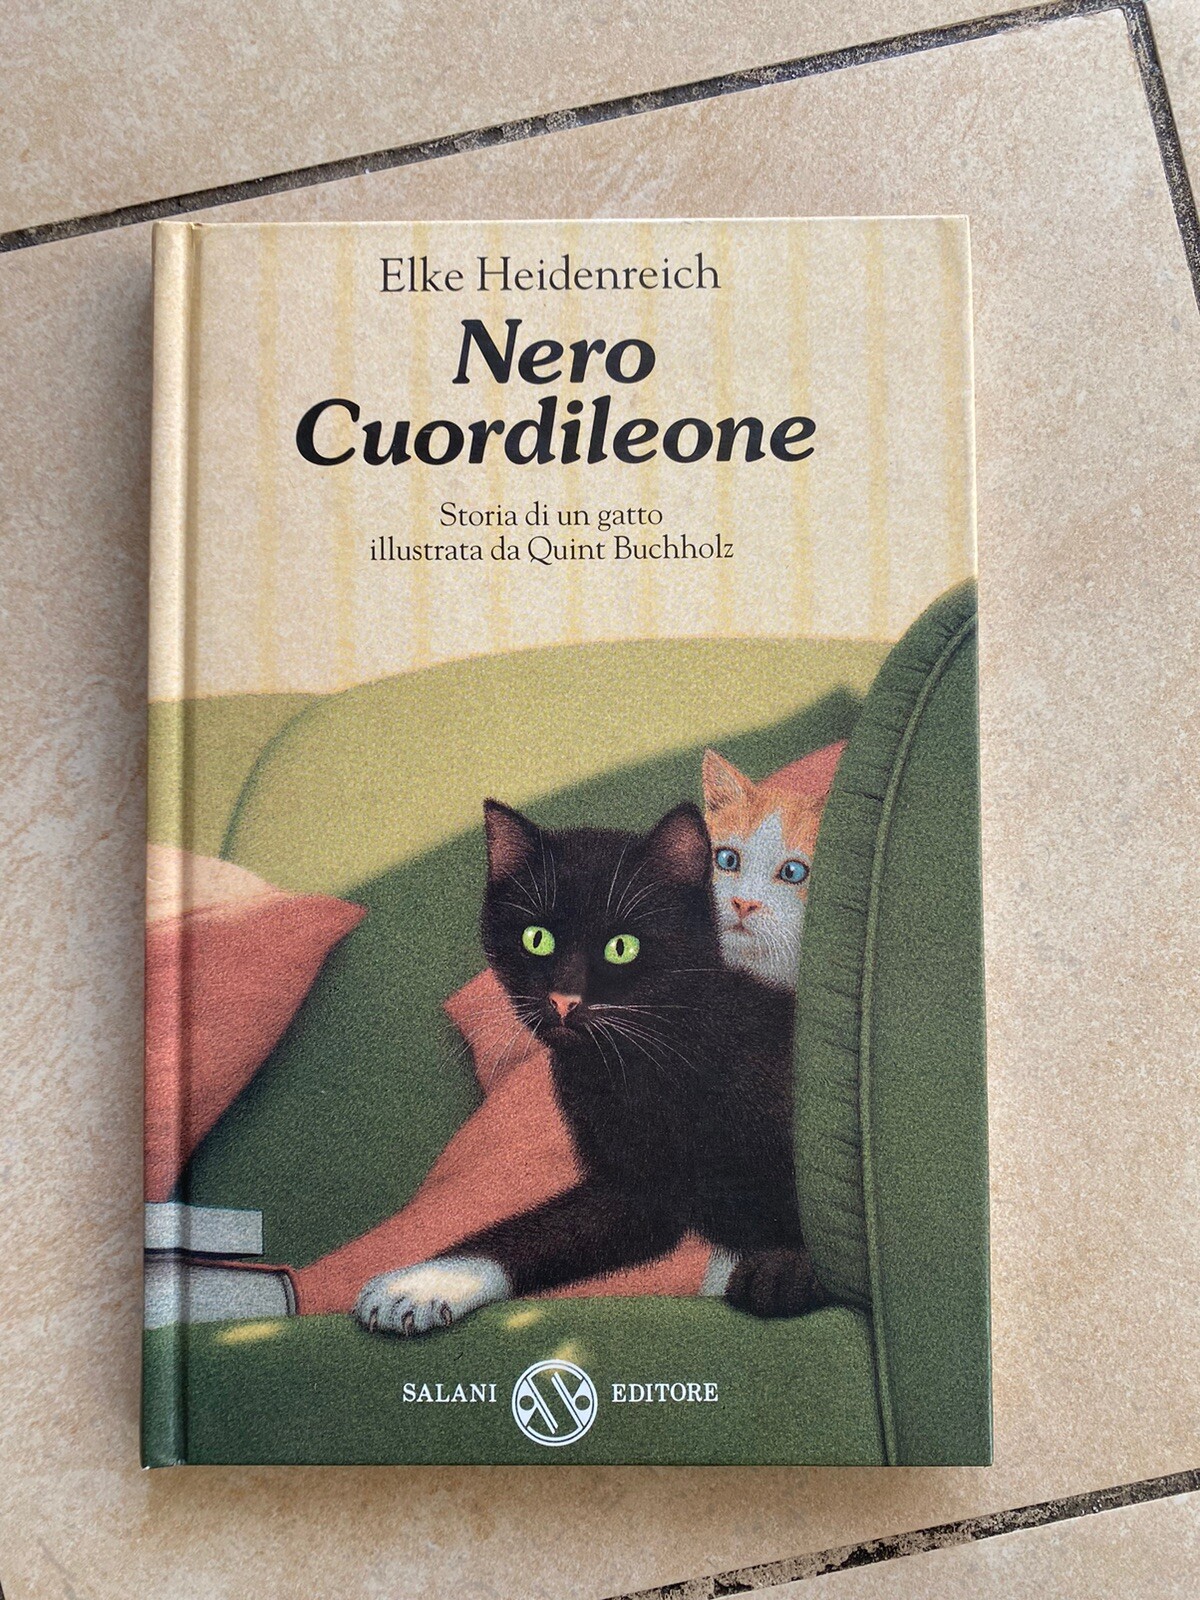 Elke Heidenreich
Nero
Cuordileone
Storia di un gatto
illustrata da Quint Buchholz
SALANI EDITORE